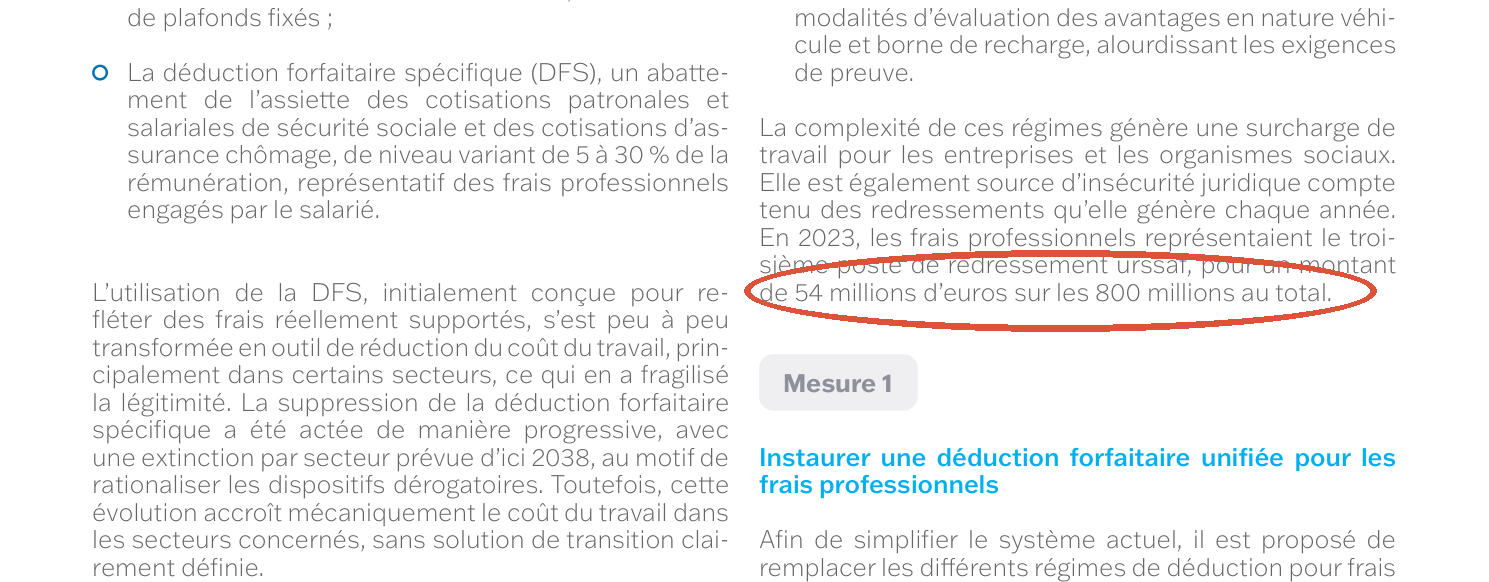 de plafonds fixés ;
La déduction forfaitaire spécifique (DFS), un abatte-
ment de l’assiette des cotisations patronales et
salariales de sécurité sociale et des cotisations d’as-
surance chômage, de niveau variant de 5 à 30 % de la
rémunération, représentatif des frais professionnels
engagés par le salarié.
L’utilisation de la DFS, initialement conçue pour re-
fléter des frais réellement supportés, s’est peu à peu
transformée en outil de réduction du coût du travail, prin-
cipalement dans certains secteurs, ce qui en a fragilisé
la légitimité. La suppression de la déduction forfaitaire
spécifique a été actée de manière progressive, avec
une extinction par secteur prévue d’ici 2038, au motif de
rationaliser les dispositifs dérogatoires. Toutefois, cette
évolution accroît mécaniquement le coût du travail dans
les secteurs concernés, sans solution de transition clai-
rement définie.
modalités d’évaluation des avantages en nature véhi-
cule et borne de recharge, alourdissant les exigences
de preuve.
La complexité de ces régimes génère une surcharge de
travail pour les entreprises et les organismes sociaux.
Elle est également source d’insécurité juridique compte
tenu des redressements qu’elle génère chaque année.
En 2023, les frais professionnels représentaient le troi-
sième poste de redressement urssaf, pour un montant
de 54 millions d’euros sur les 800 millions au total.
Mesure 1
Instaurer une déduction forfaitaire unifiée pour les
frais professionnels
Afin de simplifier le système actuel, il est proposé de
remplacer les différents régimes de déduction pour frais